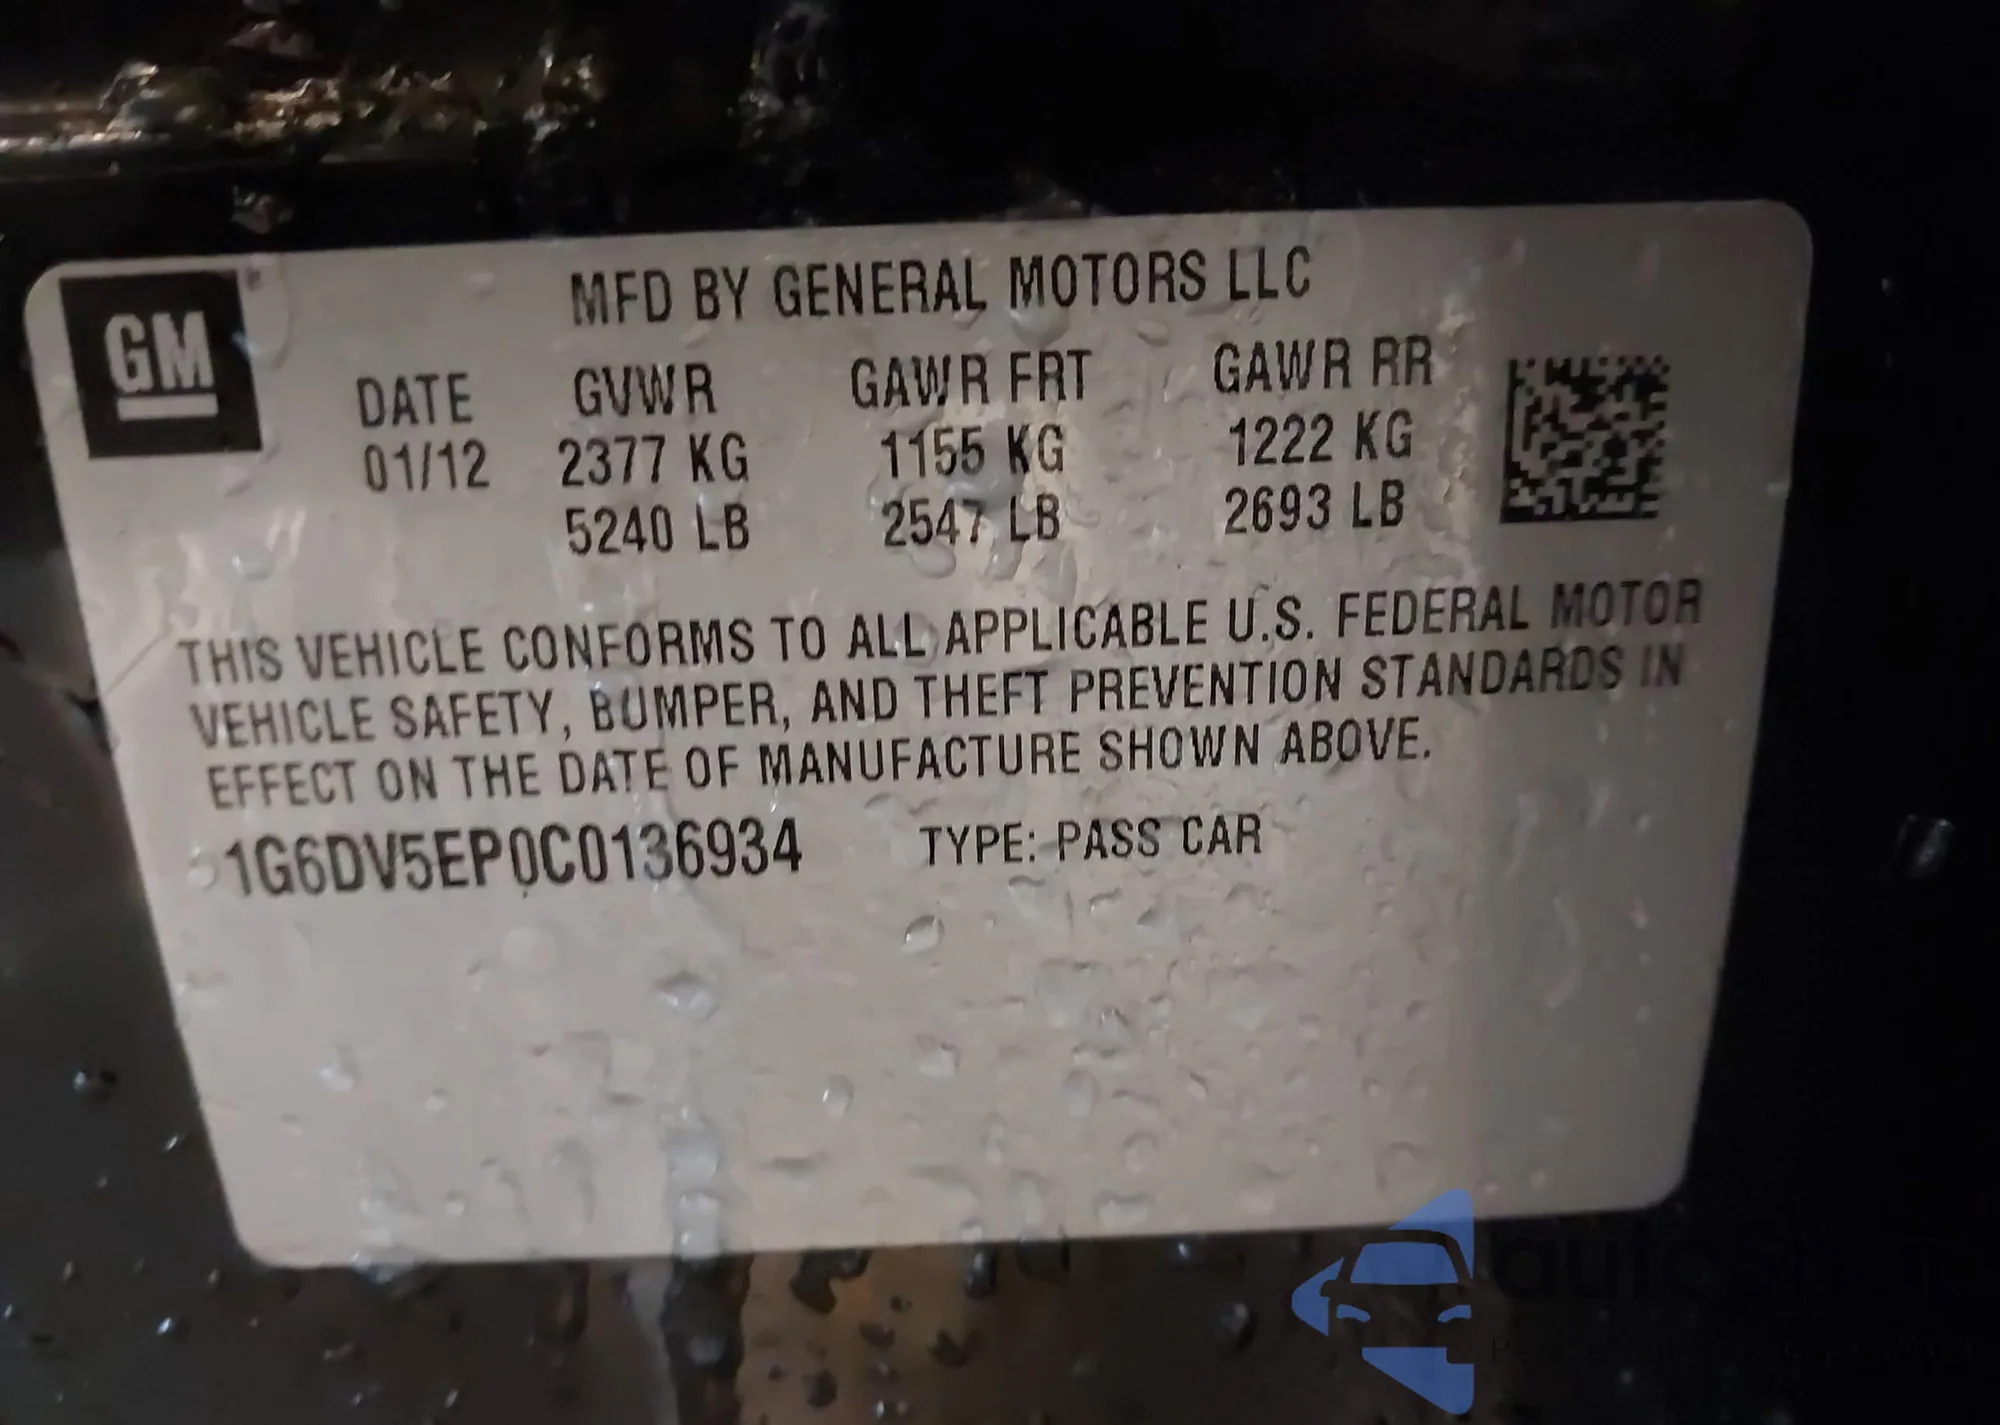 GM
MFD BY GENERAL MOTORS LLC
DATE GVWR GAWR FRT GAWR RR
01/12 2377 KG 1155 KG 1222 KG
5240 LB 2547 LB 2693 LB
THIS VEHICLE CONFORMS TO ALL APPLICABLE U.S. FEDERAL MOTOR
VEHICLE SAFETY, BUMPER, AND THEFT PREVENTION STANDARDS IN
EFFECT ON THE DATE OF MANUFACTURE SHOWN ABOVE.
1G6DV5EP0C0136934 TYPE: PASS CAR